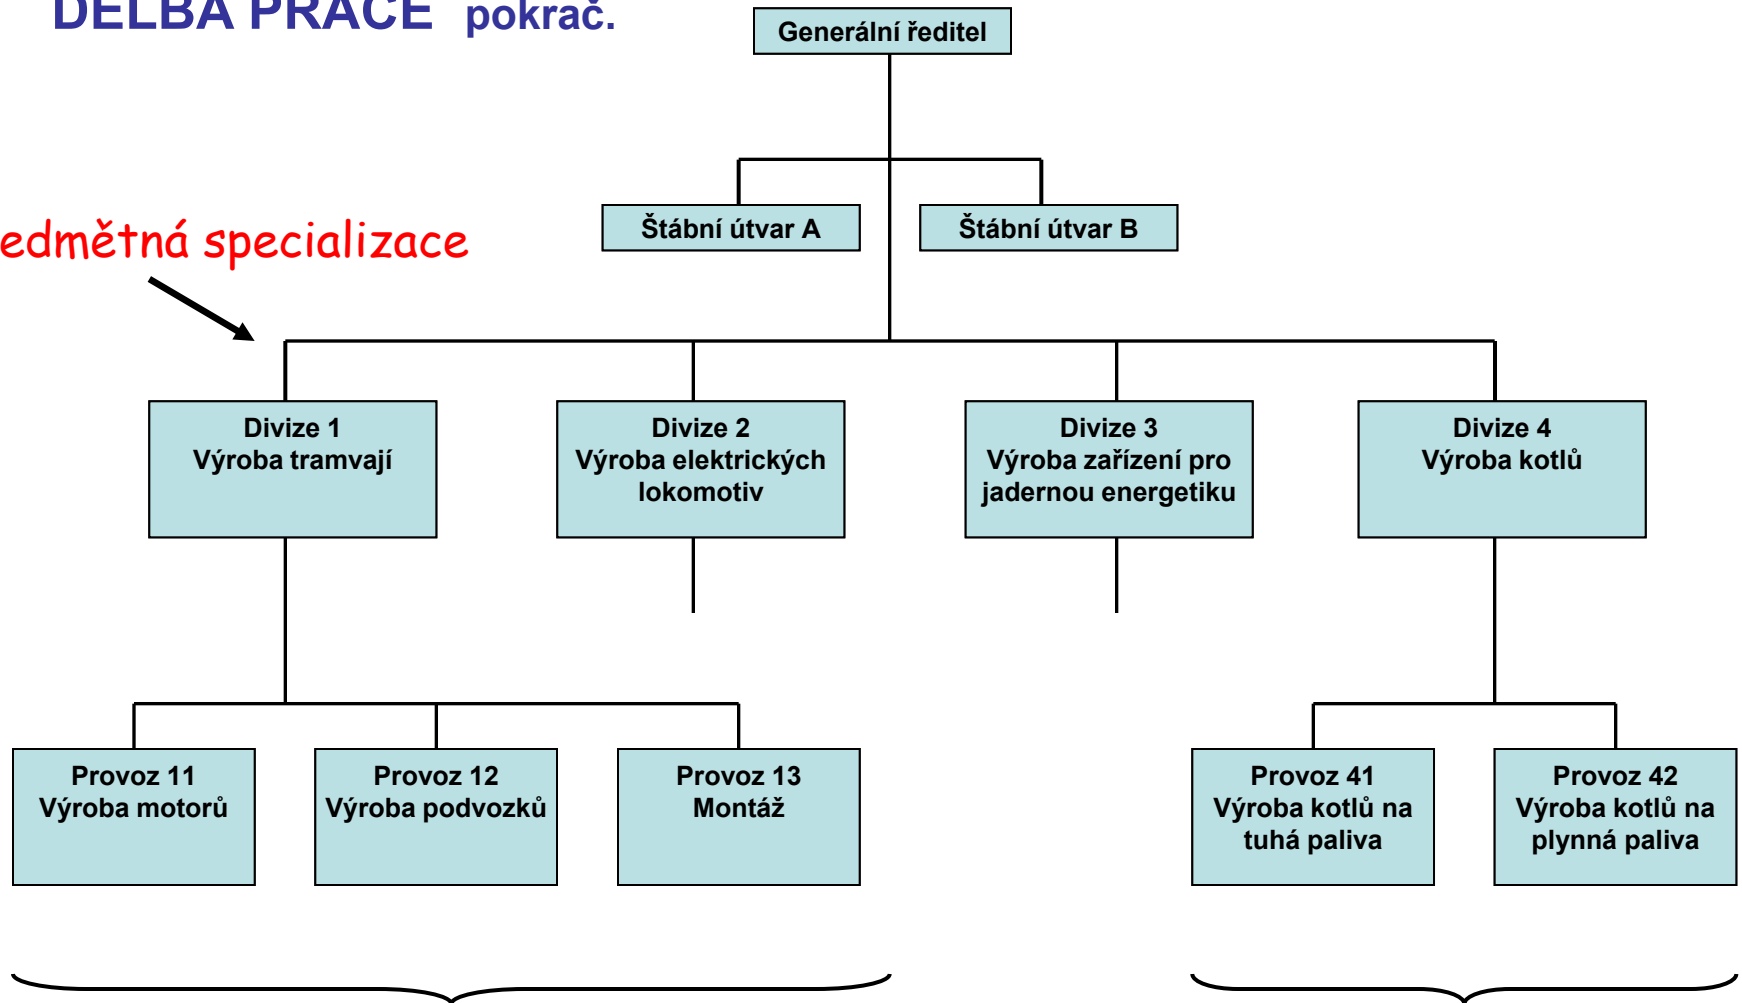 DĚLBA PRÁCE pokrač.
Generální ředitel
Štábní útvar A
Štábní útvar B
edmětná specializace
Divize 1
Výroba tramvají
Divize 2
Výroba elektrických
lokomotiv
Divize 3
Výroba zařízení pro
jadernou energetiku
Divize 4
Výroba kotlů
Provoz 11
Výroba motorů
Provoz 12
Výroba podvozků
Provoz 13
Montáž
Provoz 41
Výroba kotlů na
tuhá paliva
Provoz 42
Výroba kotlů na
plynná paliva